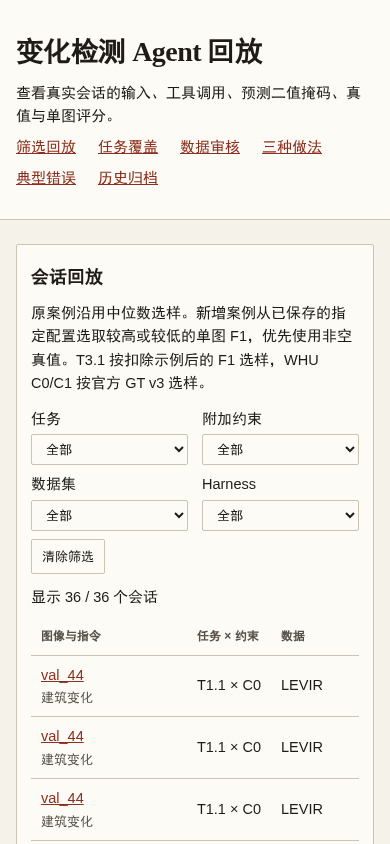 变化检测 Agent 回放
查看真实会话的输入、工具调用、预测二值掩码、真
值与单图评分。
筛选回放 任务覆盖 数据审核 三种做法
典型错误 历史归档
会话回放
原案例沿用中位数选样。新增案例从已保存的指
定配置选取较高或较低的单图 F1，优先使用非空
真值。T3.1 按扣除示例后的 F1 选样，WHU
C0/C1 按官方 GT v3 选样。
任务 附加约束
全部 全部
数据集 Harness
全部 全部
清除筛选
显示 36 / 36 个会话
图像与指令 任务 × 约束 数据
val_44
建筑变化 T1.1 × C0 LEVIR
val_44
建筑变化 T1.1 × C0 LEVIR
val_44
建筑变化 T1.1 × C0 LEVIR